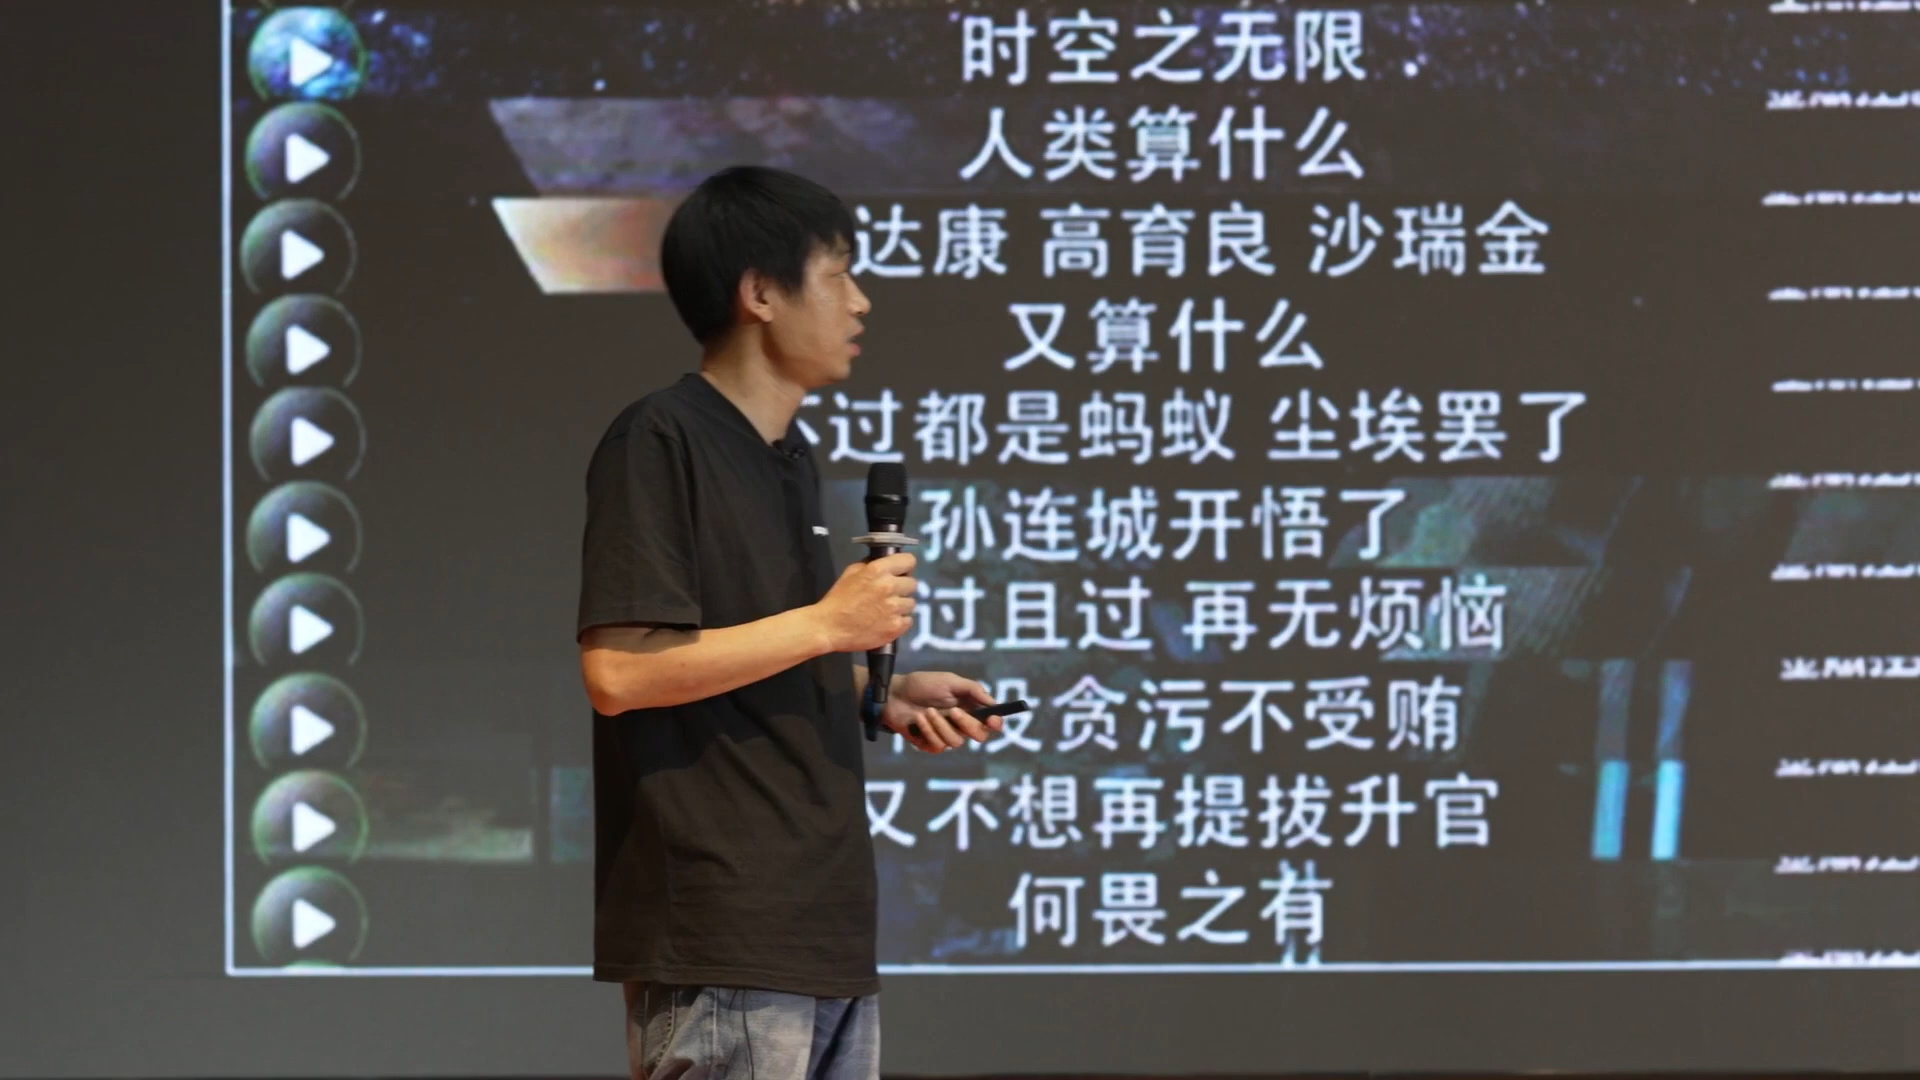 时空之无限
人类算什么
达康 高育良 沙瑞金
又算什么
不过都是蚂蚁 尘埃罢了
孙连城开悟了
过且过 再无烦恼
没贪污不受贿
又不想再提拔升官
何畏之有